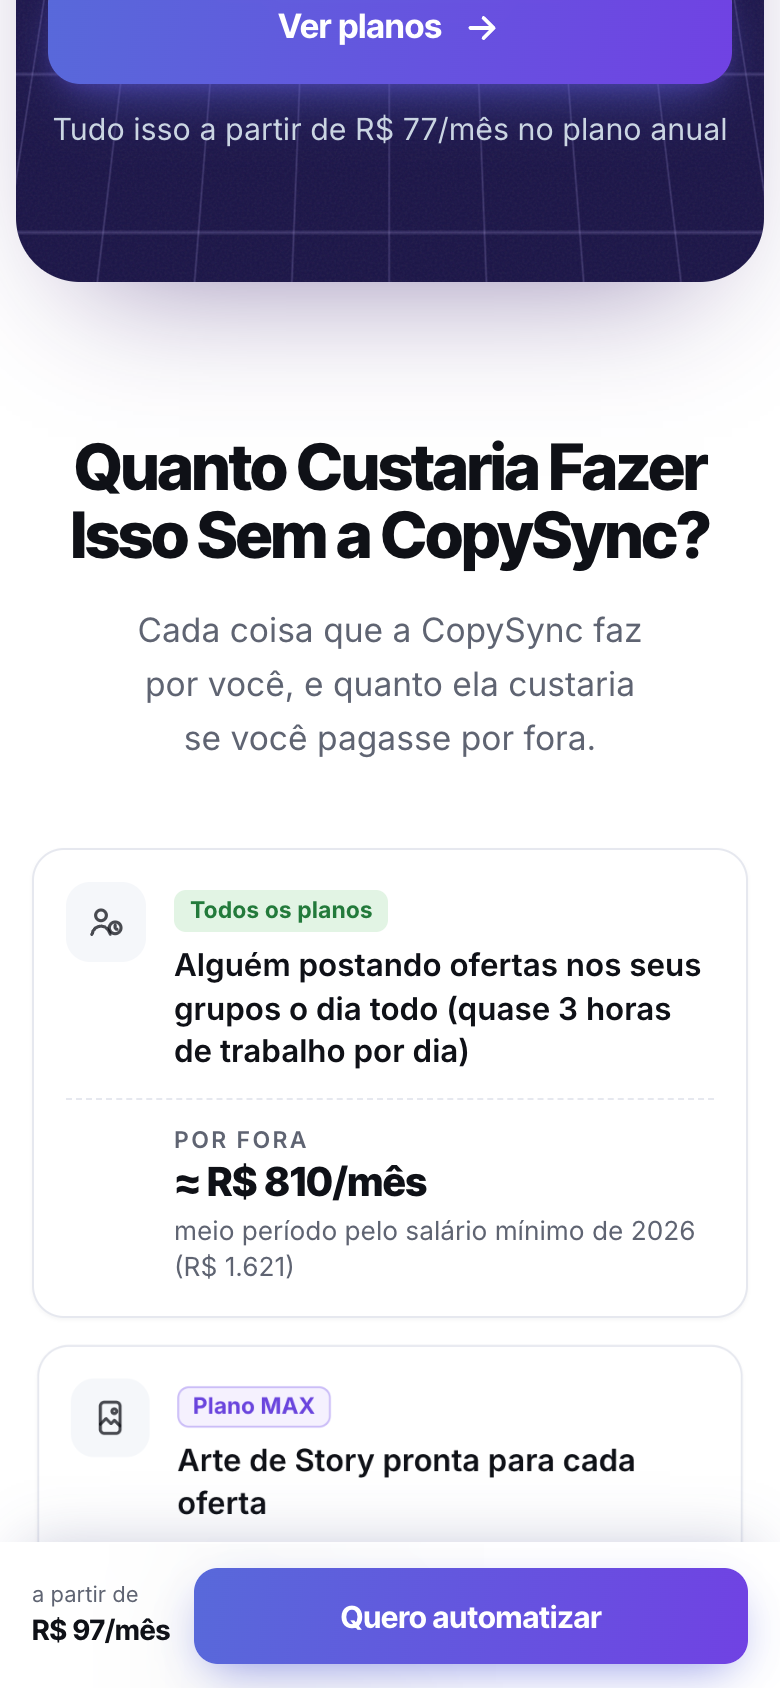 Ver planos →
Tudo isso a partir de R$ 77/mês no plano anual
Quanto Custaria Fazer
Isso Sem a CopySync?
Cada coisa que a CopySync faz
por você, e quanto ela custaria
se você pagasse por fora.
Todos os planos
Alguém postando ofertas nos seus
grupos o dia todo (quase 3 horas
de trabalho por dia)
POR FORA
≈ R$ 810/mês
meio período pelo salário mínimo de 2026
(R$ 1.621)
Plano MAX
Arte de Story pronta para cada
oferta
a partir de
R$ 97/mês
Quero automatizar